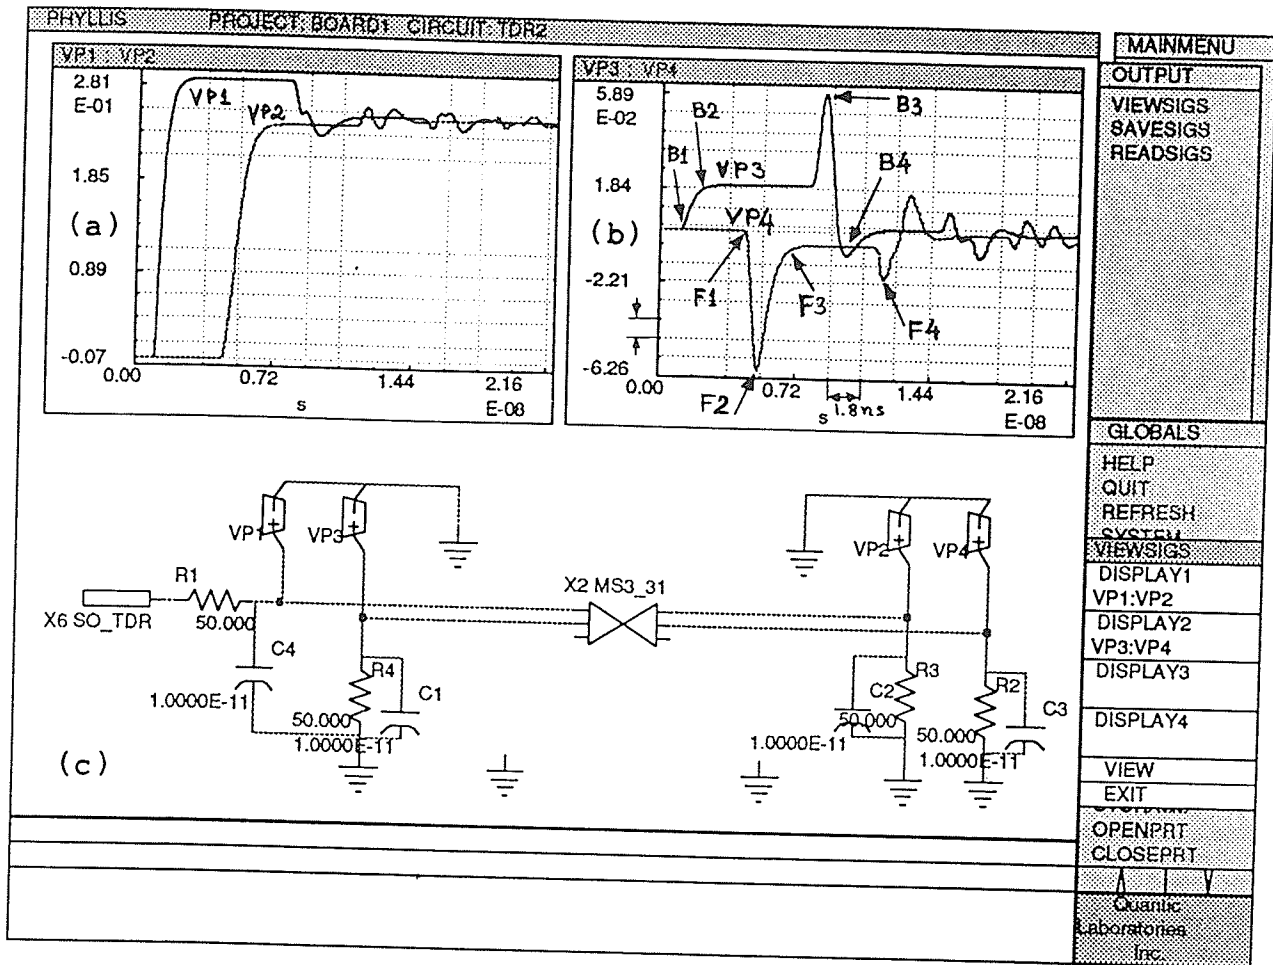 PHYLLIS PROJECT: BOARD1 CIRCUIT: TDR2
VP1 VP2
2.81
E-01
1.85
0.89
-0.07
0.00
0.72
1.44
2.16
s
E-08
VP1
VP2
(a)
VP3 VP4
5.89
E-02
1.84
-2.21
-6.26
0.00
0.72
1.44
2.16
s
1.8ns
E-08
B1
B2
B3
B4
VP3
VP4
F1
F2
F3
F4
(b)
VP1
VP3
VP2
VP4
X6 SO_TDR
R1
50.000
C4
1.0000E-11
R4
50.000
C1
1.0000E-11
X2 MS3_31
R3
C2
50.000
1.0000E-11
R2
50.000
C3
1.0000E-11
(c)
MAINMENU
OUTPUT
VIEWSIGS
SAVESIGS
READSIGS
GLOBALS
HELP
QUIT
REFRESH
SYSTEM
VIEWSIGS
DISPLAY1
VP1:VP2
DISPLAY2
VP3:VP4
DISPLAY3
DISPLAY4
VIEW
EXIT
OPENPRT
CLOSEPRT
Quantic
Laboratories
Inc.